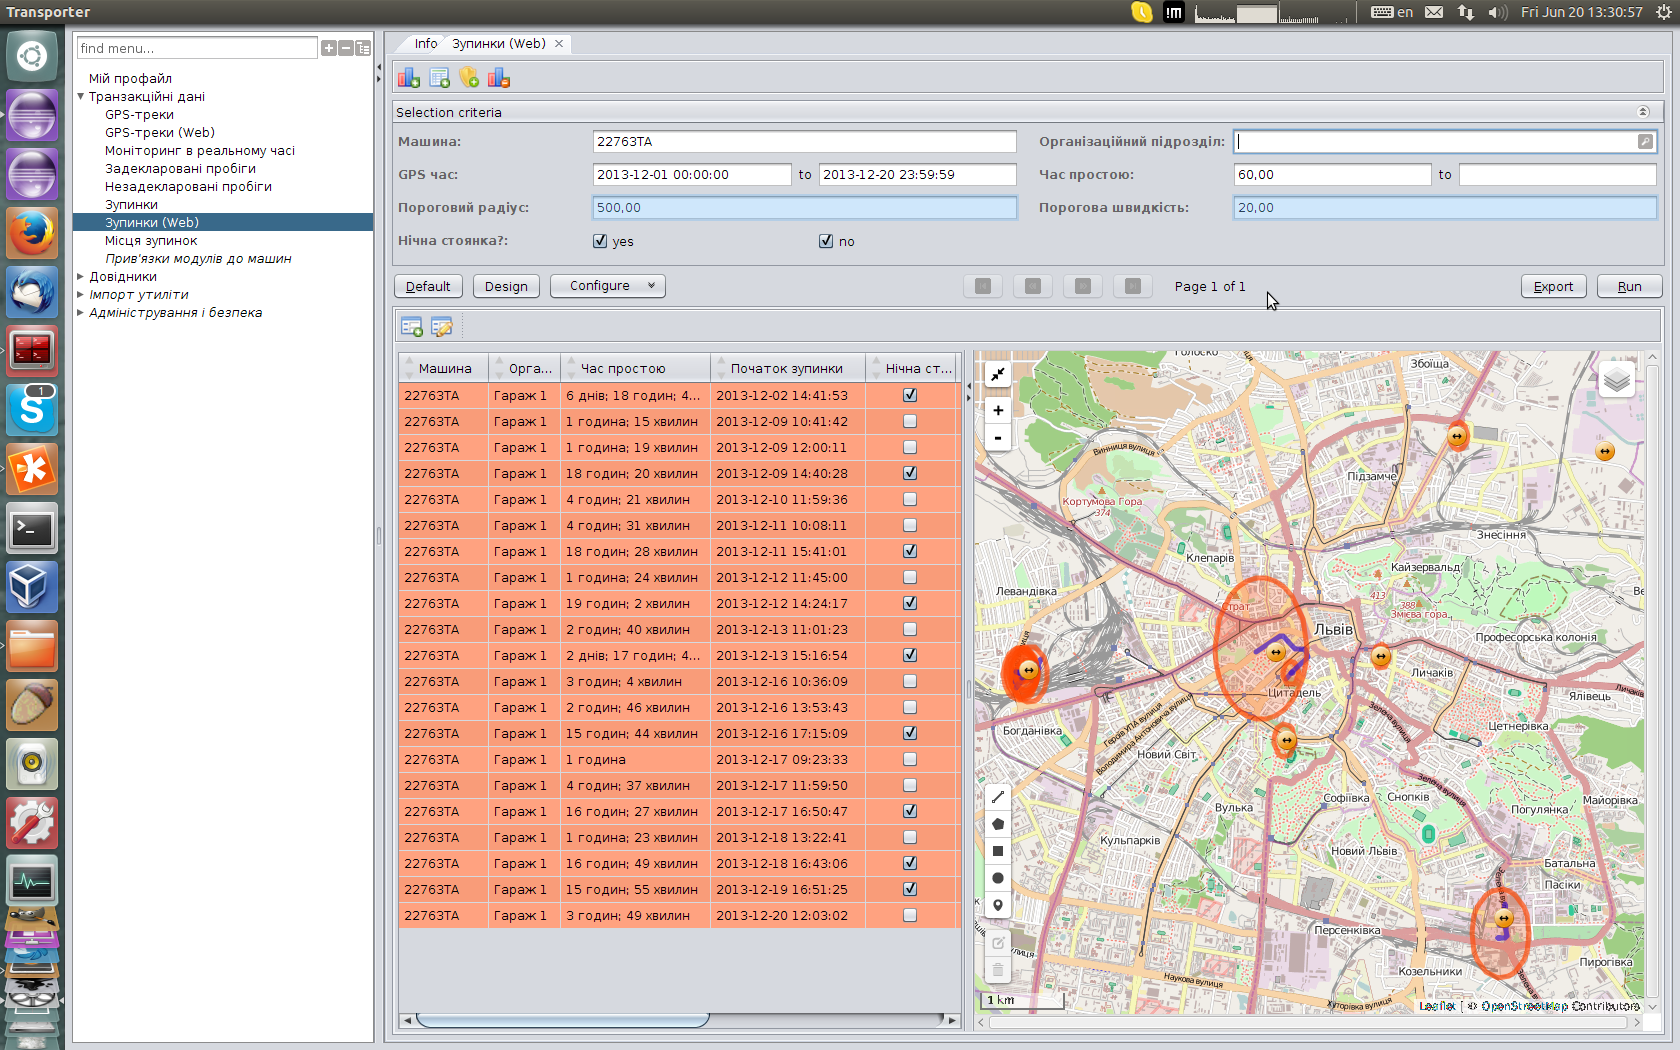 Transporter
en
Fri Jun 20 13:30:57
find menu...
Мій профайл
Транзакційні дані
GPS-треки
GPS-треки (Web)
Моніторинг в реальному часі
Задекларовані пробіги
Незадекларовані пробіги
Зупинки
Зупинки (Web)
Місця зупинок
Прив'язки модулів до машин
Довідники
Імпорт утиліти
Адміністрування і безпека
1
Info
Зупинки (Web)
Selection criteria
Машина:
22763TA
Організаційний підрозділ:
GPS час:
2013-12-01 00:00:00
to
2013-12-20 23:59:59
Час простою:
60,00
to
Пороговий радіус:
500,00
Порогова швидкість:
20,00
Нічна стоянка?:
yes
no
Default
Design
Configure
Page 1 of 1
Export
Run
Машина Орга... Час простою Початок зупинки Нічна ст...
22763TA Гараж 1 6 днів; 18 годин; 4... 2013-12-02 14:41:53
22763TA Гараж 1 1 година; 15 хвилин 2013-12-09 10:41:42
22763TA Гараж 1 1 година; 19 хвилин 2013-12-09 12:00:11
22763TA Гараж 1 18 годин; 20 хвилин 2013-12-09 14:40:28
22763TA Гараж 1 4 годин; 21 хвилин 2013-12-10 11:59:36
22763TA Гараж 1 4 годин; 31 хвилин 2013-12-11 10:08:11
22763TA Гараж 1 18 годин; 28 хвилин 2013-12-11 15:41:01
22763TA Гараж 1 1 година; 24 хвилин 2013-12-12 11:45:00
22763TA Гараж 1 19 годин; 2 хвилин 2013-12-12 14:24:17
22763TA Гараж 1 2 годин; 40 хвилин 2013-12-13 11:01:23
22763TA Гараж 1 2 днів; 17 годин; 4... 2013-12-13 15:16:54
22763TA Гараж 1 3 годин; 4 хвилин 2013-12-16 10:36:09
22763TA Гараж 1 2 годин; 46 хвилин 2013-12-16 13:53:43
22763TA Гараж 1 15 годин; 44 хвилин 2013-12-16 17:15:09
22763TA Гараж 1 1 година 2013-12-17 09:23:33
22763TA Гараж 1 4 годин; 37 хвилин 2013-12-17 11:59:50
22763TA Гараж 1 16 годин; 27 хвилин 2013-12-17 16:50:47
22763TA Гараж 1 1 година; 23 хвилин 2013-12-18 13:22:41
22763TA Гараж 1 16 годин; 49 хвилин 2013-12-18 16:43:06
22763TA Гараж 1 15 годин; 55 хвилин 2013-12-19 16:51:25
22763TA Гараж 1 3 годин; 49 хвилин 2013-12-20 12:03:02
+
-
Голоско
Збоїща
Винниця вулиця
Підзамче
Кортумова Гора
374
Знесіння
Клепарів
Кайзервальд
Левандівка
413
388
Змієва гора
Страт
Львів
Професорська колонія
Личаків
Цитадель
Ялівець
Личаківс
Богданівка
Героїв УПА вулиця
Володимира Антоновича вулиця
Зелена вулиця
Цетнерівка
Новий Світ
Зелена вулиця
Вулька
Софіївка
Снопків
Погулянка
Майорівка
Кульпарків
Новий Львів
Батальна
Пасіки
Персенківка
Козельники
Пирогівка
Наукова вулиця
Хуторівка вулиця
1 km
Leaflet | © OpenStreetMap Contributors